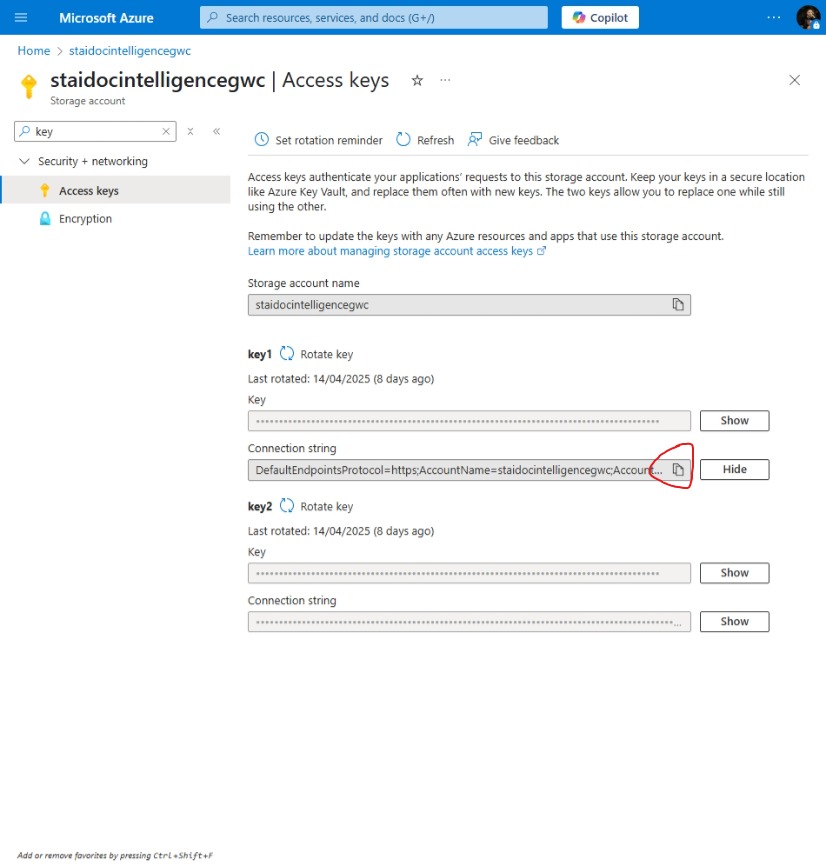 Microsoft Azure
Search resources, services, and docs (G+/)
Copilot
...
Home > staidocintelligencegwc
staidocintelligencegwc | Access keys
...
Storage account
key
Set rotation reminder
Refresh
Give feedback
Security + networking
Access keys
Encryption
Access keys authenticate your applications' requests to this storage account. Keep your keys in a secure location
like Azure Key Vault, and replace them often with new keys. The two keys allow you to replace one while still
using the other.
Remember to update the keys with any Azure resources and apps that use this storage account.
Learn more about managing storage account access keys
Storage account name
staidocintelligencegwc
key1 Rotate key
Last rotated: 14/04/2025 (8 days ago)
Key
Show
Connection string
DefaultEndpointsProtocol=https;AccountName=staidocintelligencegwc;Account...
Hide
key2 Rotate key
Last rotated: 14/04/2025 (8 days ago)
Key
Show
Connection string
...
Show
Add or remove favorites by pressing Ctrl+Shift+F